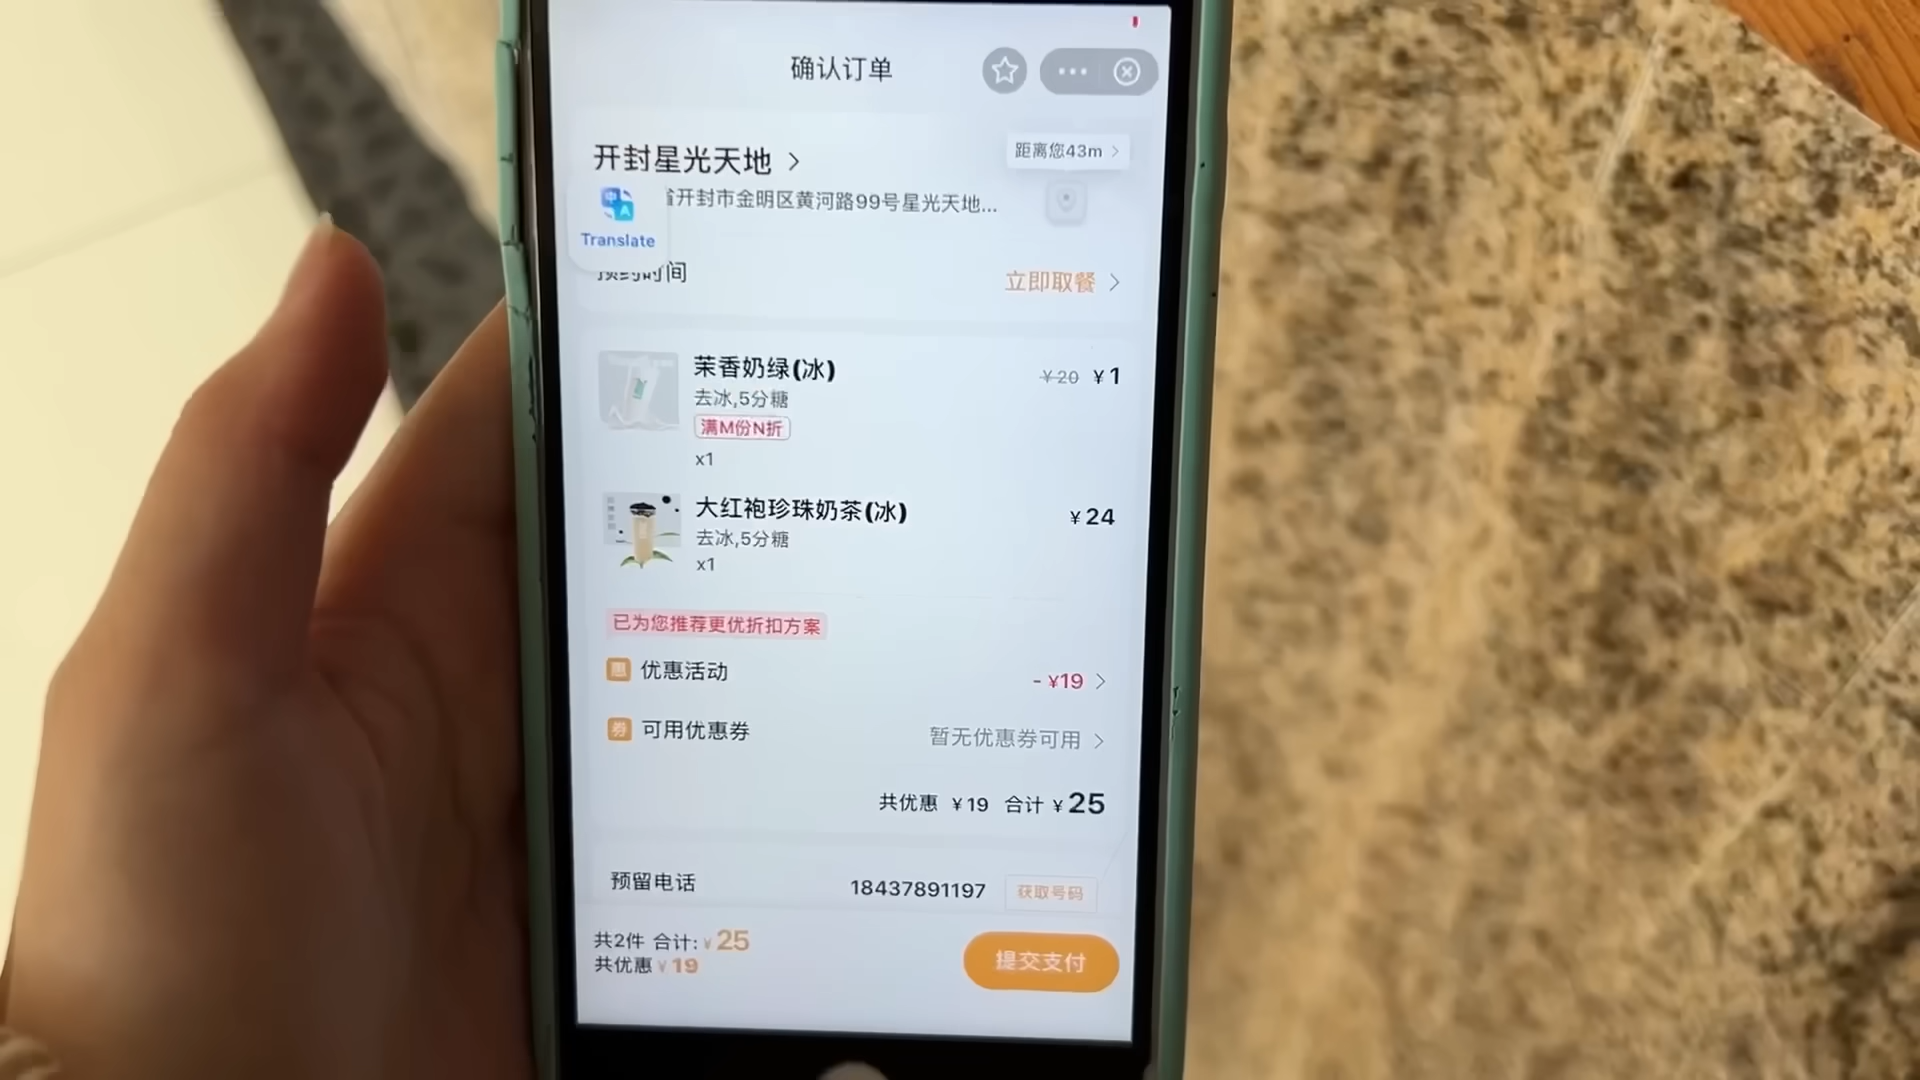 确认订单
开封星光天地
距离您43m
省开封市金明区黄河路99号星光天地...
Translate
预约时间
立即取餐
茉香奶绿(冰)
¥20 ¥1
去冰,5分糖
满M份N折
x1
大红袍珍珠奶茶(冰)
¥24
去冰,5分糖
x1
已为您推荐更优折扣方案
惠 优惠活动
- ¥19
券 可用优惠券
暂无优惠券可用
共优惠 ¥19 合计 ¥25
预留电话
18437891197
获取号码
共2件 合计: ¥25
共优惠 ¥19
提交支付